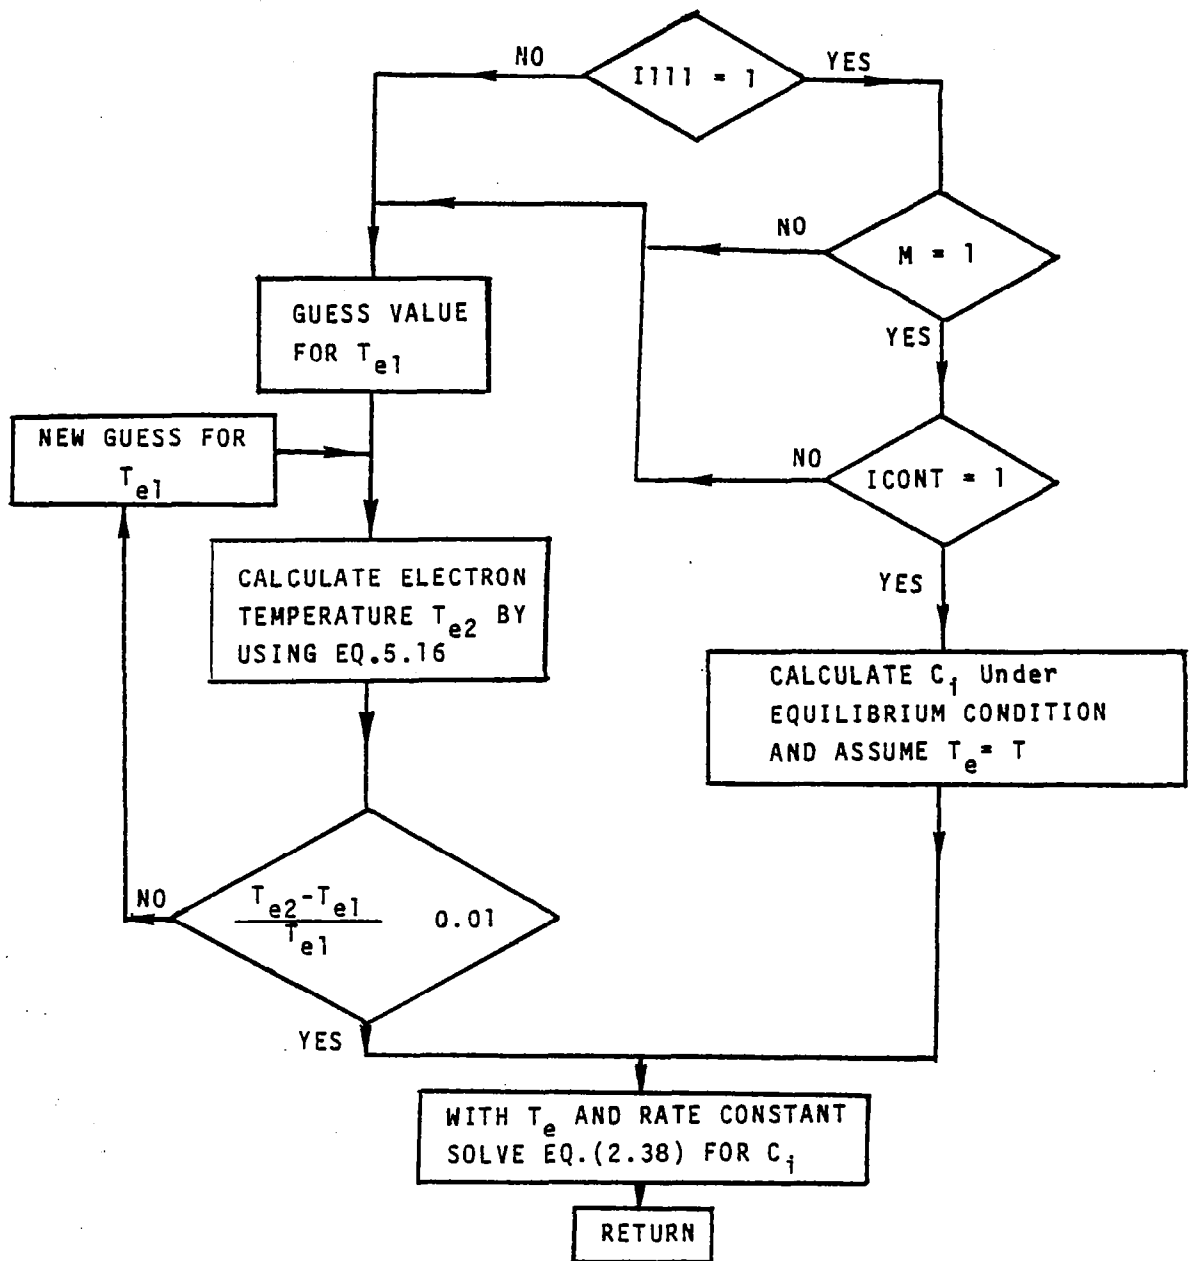 NO
I111 = 1
YES
NO
M = 1
YES
GUESS VALUE
FOR Te1
NEW GUESS FOR
Te1
NO
ICONT = 1
YES
CALCULATE ELECTRON
TEMPERATURE Te2 BY
USING EQ.5.16
CALCULATE Ci Under
EQUILIBRIUM CONDITION
AND ASSUME Te= T
NO
Te2-Te1
Te1
0.01
YES
WITH Te AND RATE CONSTANT
SOLVE EQ.(2.38) FOR Ci
RETURN